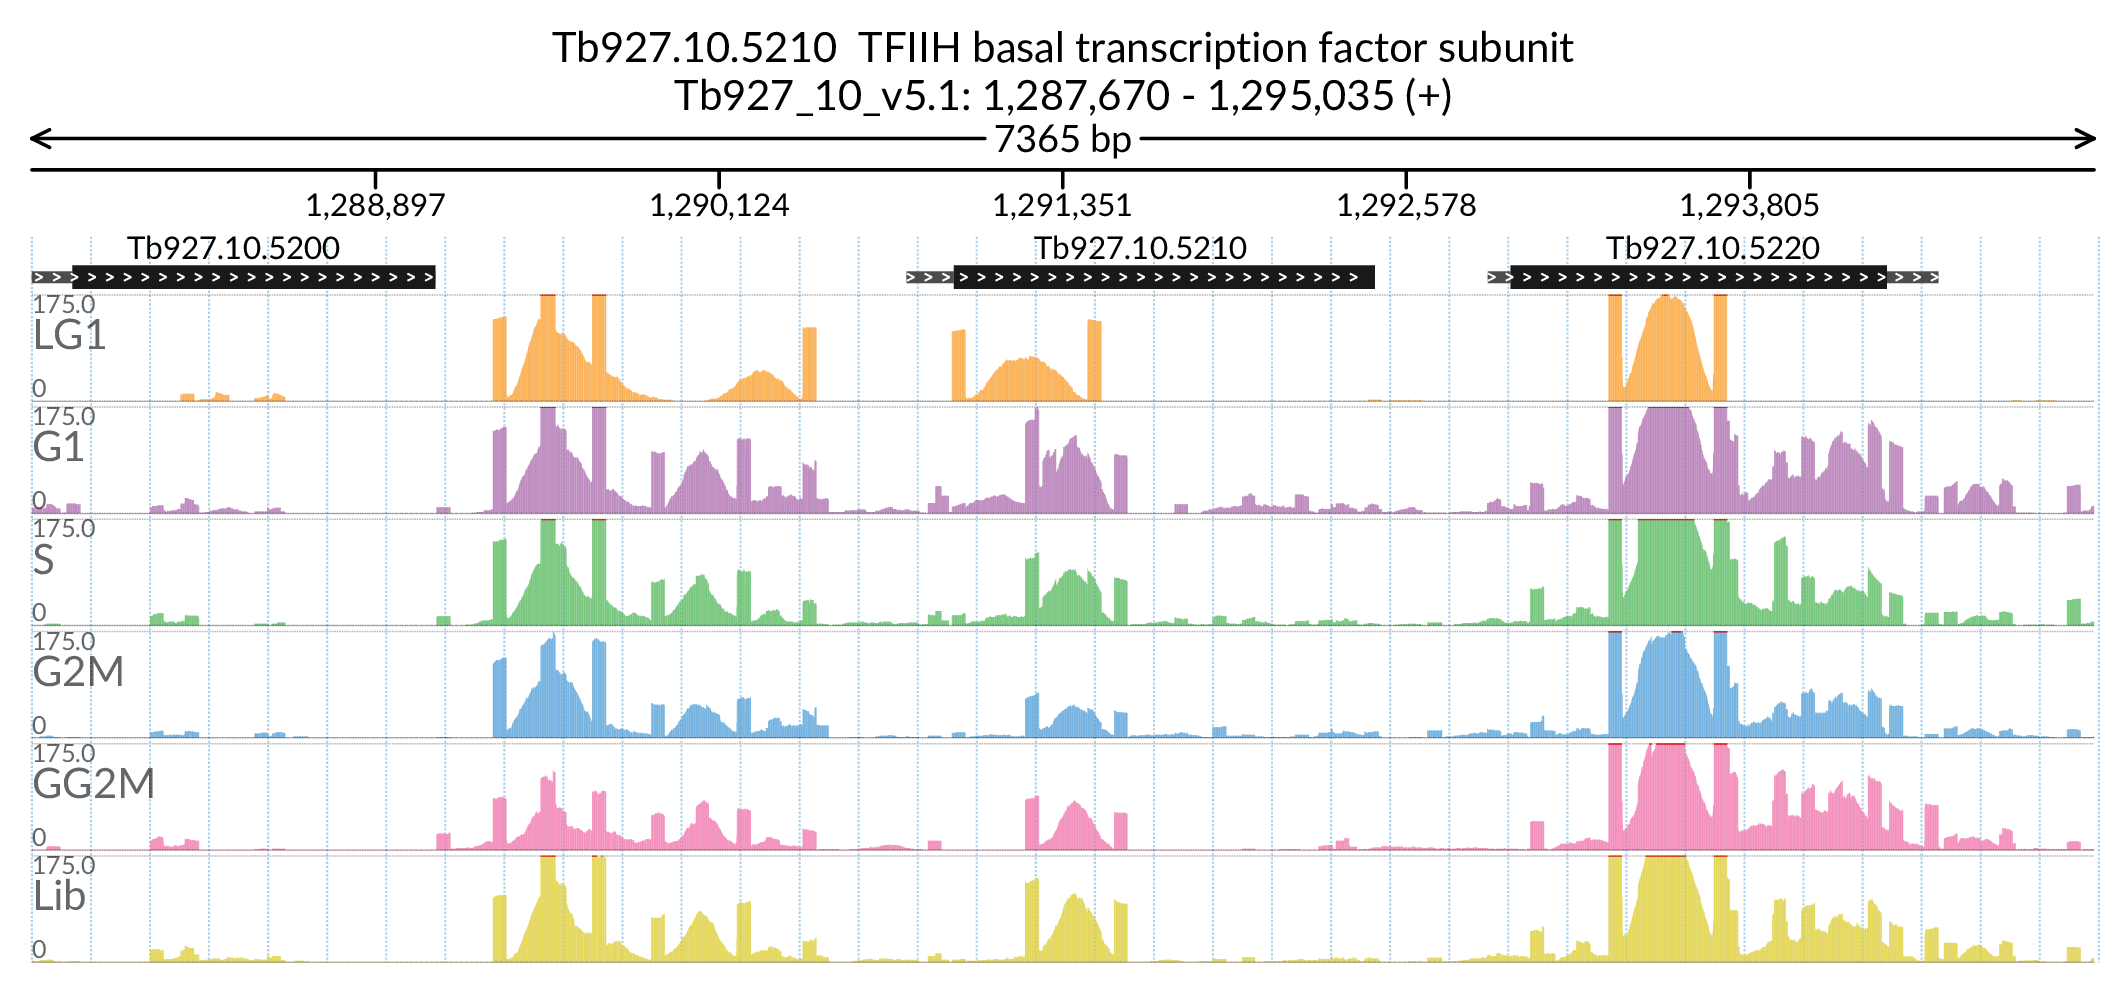 Tb927.10.5210  TFIIH basal transcription factor subunit
Tb927_10_v5.1: 1,287,670 - 1,295,035 (+)
7365 bp
1,288,897 1,290,124 1,291,351 1,292,578 1,293,805
Tb927.10.5200 Tb927.10.5210 Tb927.10.5220
175.0
LG1
0
175.0
G1
0
175.0
S
0
175.0
G2M
0
175.0
GG2M
0
175.0
Lib
0